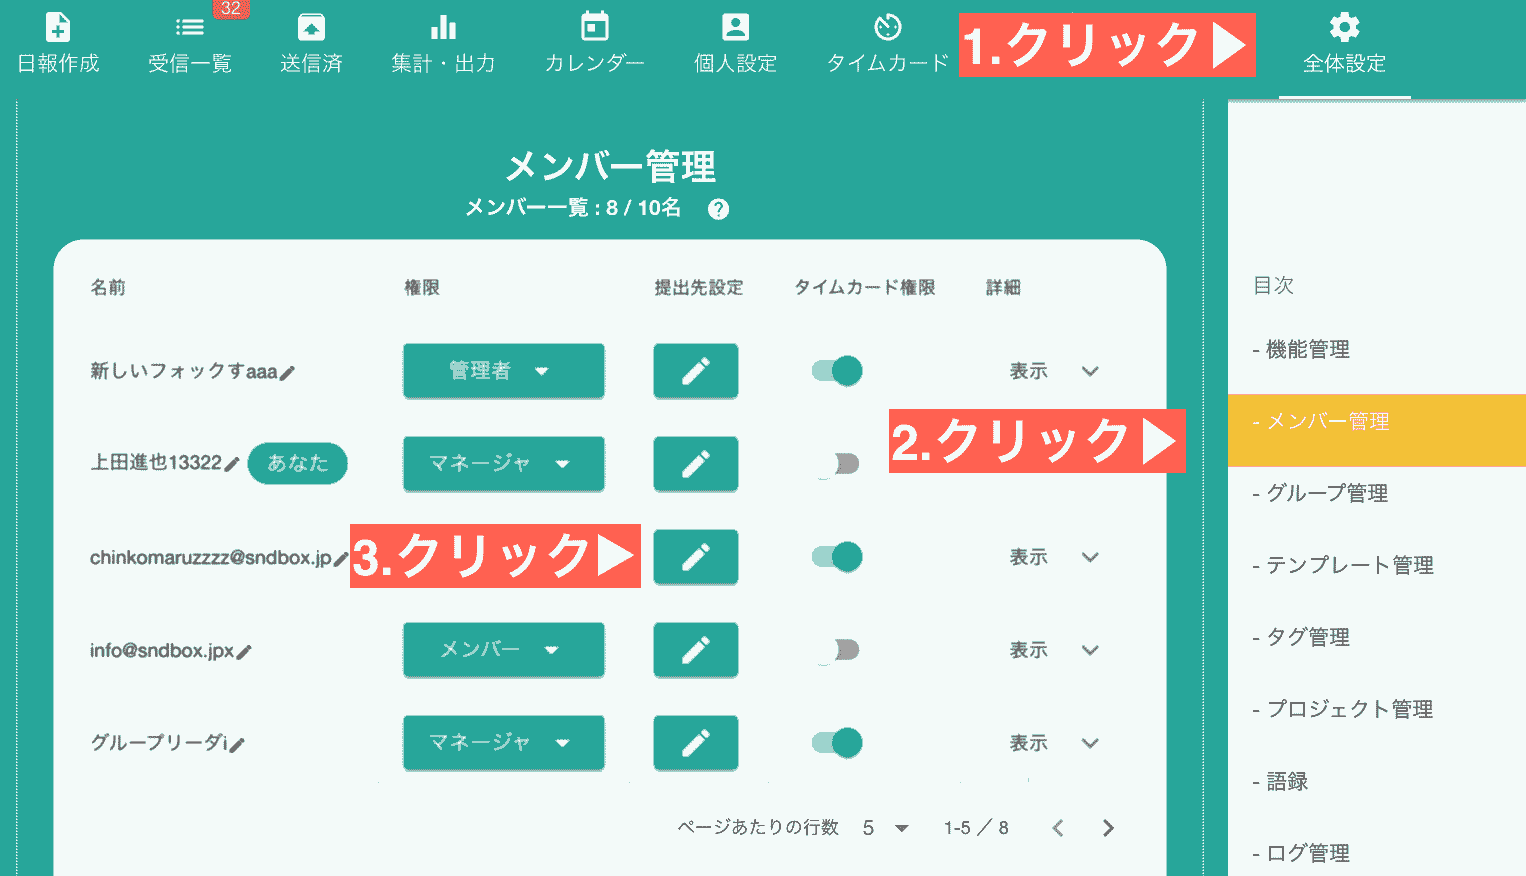 32
日報作成
受信一覧
送信済
集計・出力
カレンダー
個人設定
タイムカード
1.クリック▶
全体設定
メンバー管理
メンバー一覧 : 8 / 10名 ?
名前 権限 提出先設定 タイムカード権限 詳細
新しいフォックすaaa 管理者 表示
上田進也13322 あなた マネージャ
2.クリック▶
chinkomaruzzzz@sndbox.jp 3.クリック▶ 表示
info@sndbox.jpx メンバー 表示
グループリーダi マネージャ 表示
ページあたりの行数 5 1-5 / 8
目次
- 機能管理
- メンバー管理
- グループ管理
- テンプレート管理
- タグ管理
- プロジェクト管理
- 語録
- ログ管理